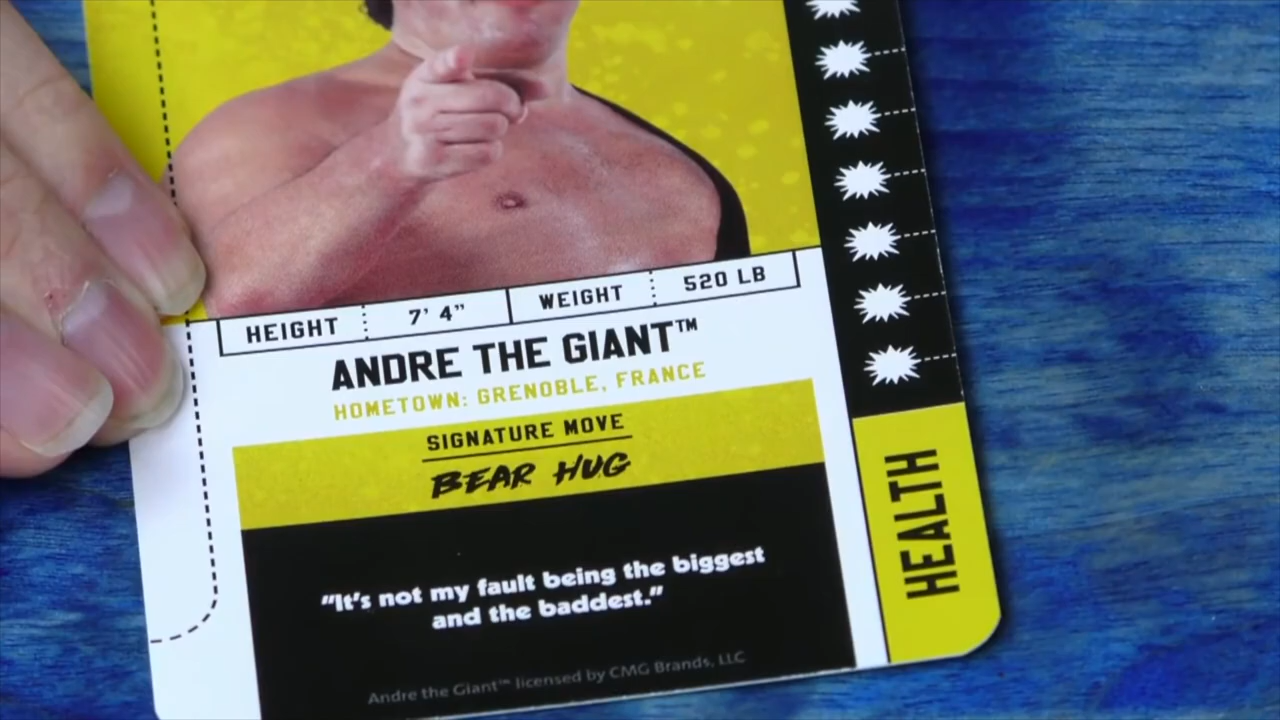 HEIGHT 7' 4” WEIGHT 520 LB
ANDRE THE GIANT™
HOMETOWN: GRENOBLE, FRANCE
SIGNATURE MOVE
BEAR HUG
“It's not my fault being the biggest
and the baddest.”
Andre the Giant™ licensed by CMG Brands, LLC
HEALTH